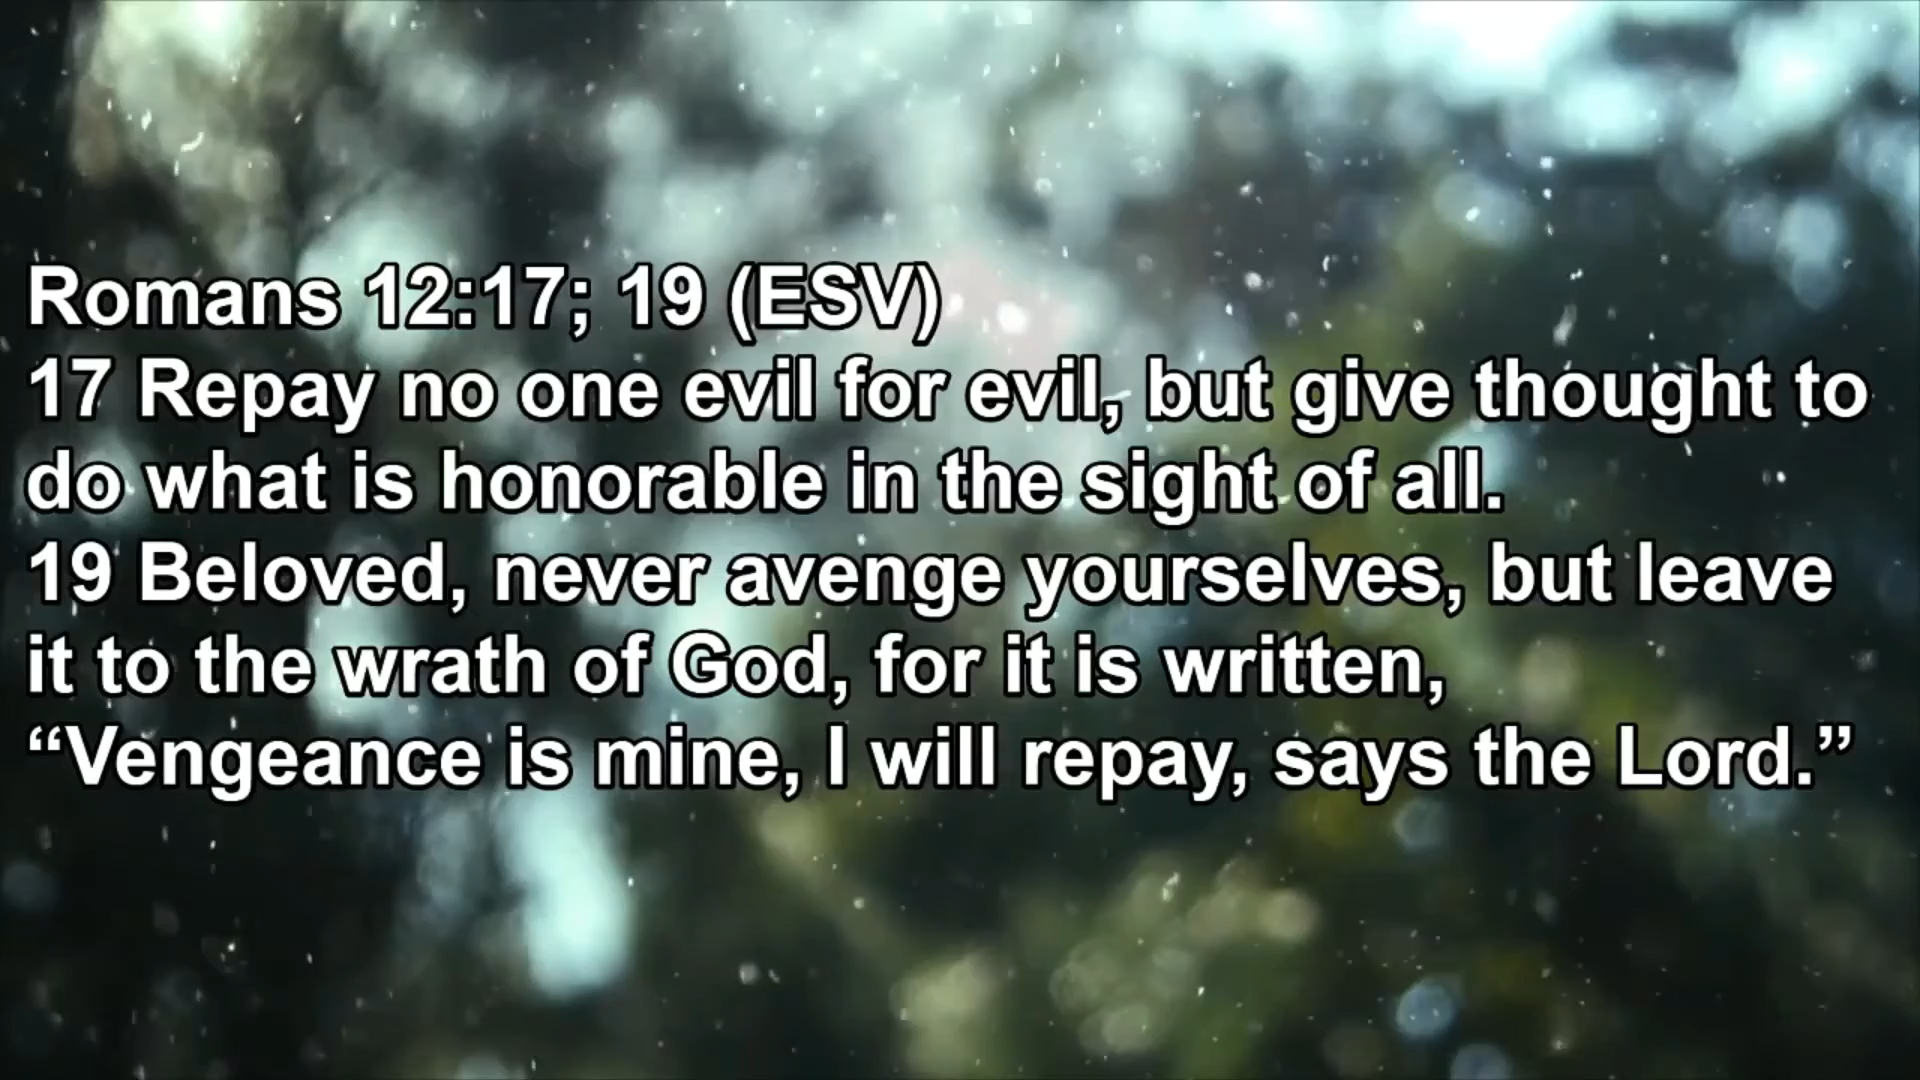 Romans 12:17; 19 (ESV)
17 Repay no one evil for evil, but give thought to
do what is honorable in the sight of all.
19 Beloved, never avenge yourselves, but leave
it to the wrath of God, for it is written,
“Vengeance is mine, I will repay, says the Lord.”